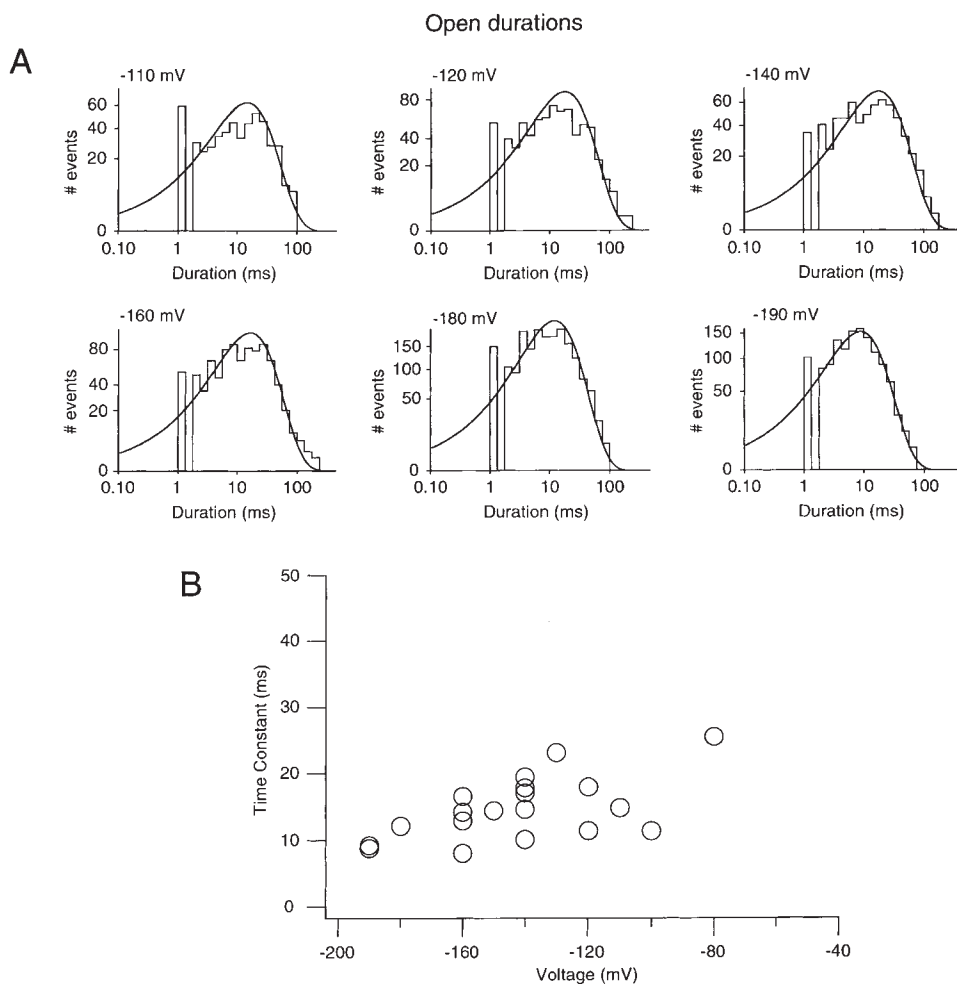 Open durations
A
-110 mV
-120 mV
-140 mV
# events
60
40
20
0
0.10 1 10 100
Duration (ms)
# events
80
60
40
20
0
0.10 1 10 100
Duration (ms)
# events
60
40
20
0
0.10 1 10 100
Duration (ms)
-160 mV
-180 mV
-190 mV
# events
80
40
20
0
0.10 1 10 100
Duration (ms)
# events
150
100
50
0
0.10 1 10 100
Duration (ms)
# events
150
100
50
0
0.10 1 10 100
Duration (ms)
B
Time Constant (ms)
50
40
30
20
10
0
-200 -160 -120 -80 -40
Voltage (mV)